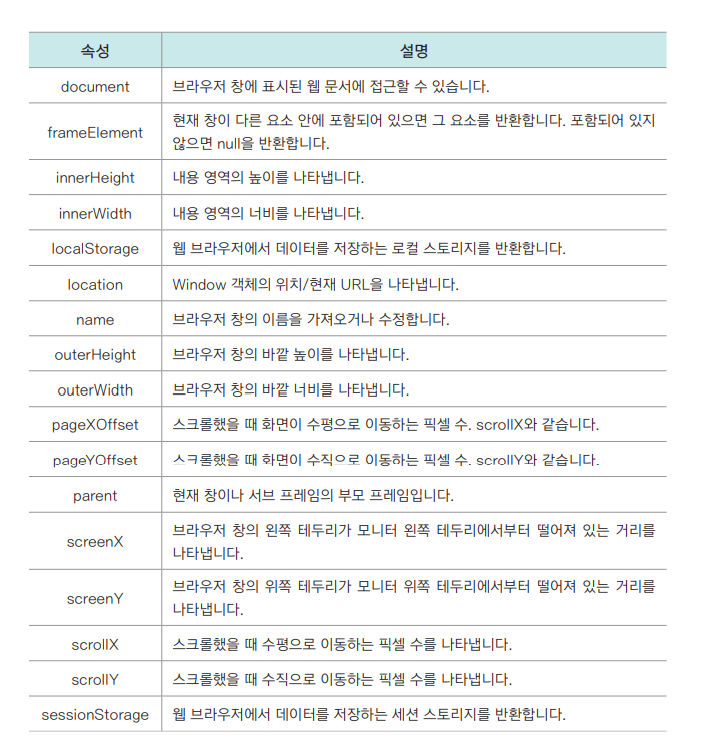 속성 설명
document 브라우저 창에 표시된 웹 문서에 접근할 수 있습니다.
frameElement 현재 창이 다른 요소 안에 포함되어 있으면 그 요소를 반환합니다. 포함되어 있지
않으면 null을 반환합니다.
innerHeight 내용 영역의 높이를 나타냅니다.
innerWidth 내용 영역의 너비를 나타냅니다.
localStorage 웹 브라우저에서 데이터를 저장하는 로컬 스토리지를 반환합니다.
location Window 객체의 위치/현재 URL을 나타냅니다.
name 브라우저 창의 이름을 가져오거나 수정합니다.
outerHeight 브라우저 창의 바깥 높이를 나타냅니다.
outerWidth 브라우저 창의 바깥 너비를 나타냅니다.
pageXOffset 스크롤했을 때 화면이 수평으로 이동하는 픽셀 수. scrollX와 같습니다.
pageYOffset 스크롤했을 때 화면이 수직으로 이동하는 픽셀 수. scrollY와 같습니다.
parent 현재 창이나 서브 프레임의 부모 프레임입니다.
screenX 브라우저 창의 왼쪽 테두리가 모니터 왼쪽 테두리에서부터 떨어져 있는 거리를
나타냅니다.
screenY 브라우저 창의 위쪽 테두리가 모니터 위쪽 테두리에서부터 떨어져 있는 거리를
나타냅니다.
scrollX 스크롤했을 때 수평으로 이동하는 픽셀 수를 나타냅니다.
scrollY 스크롤했을 때 수직으로 이동하는 픽셀 수를 나타냅니다.
sessionStorage 웹 브라우저에서 데이터를 저장하는 세션 스토리지를 반환합니다.